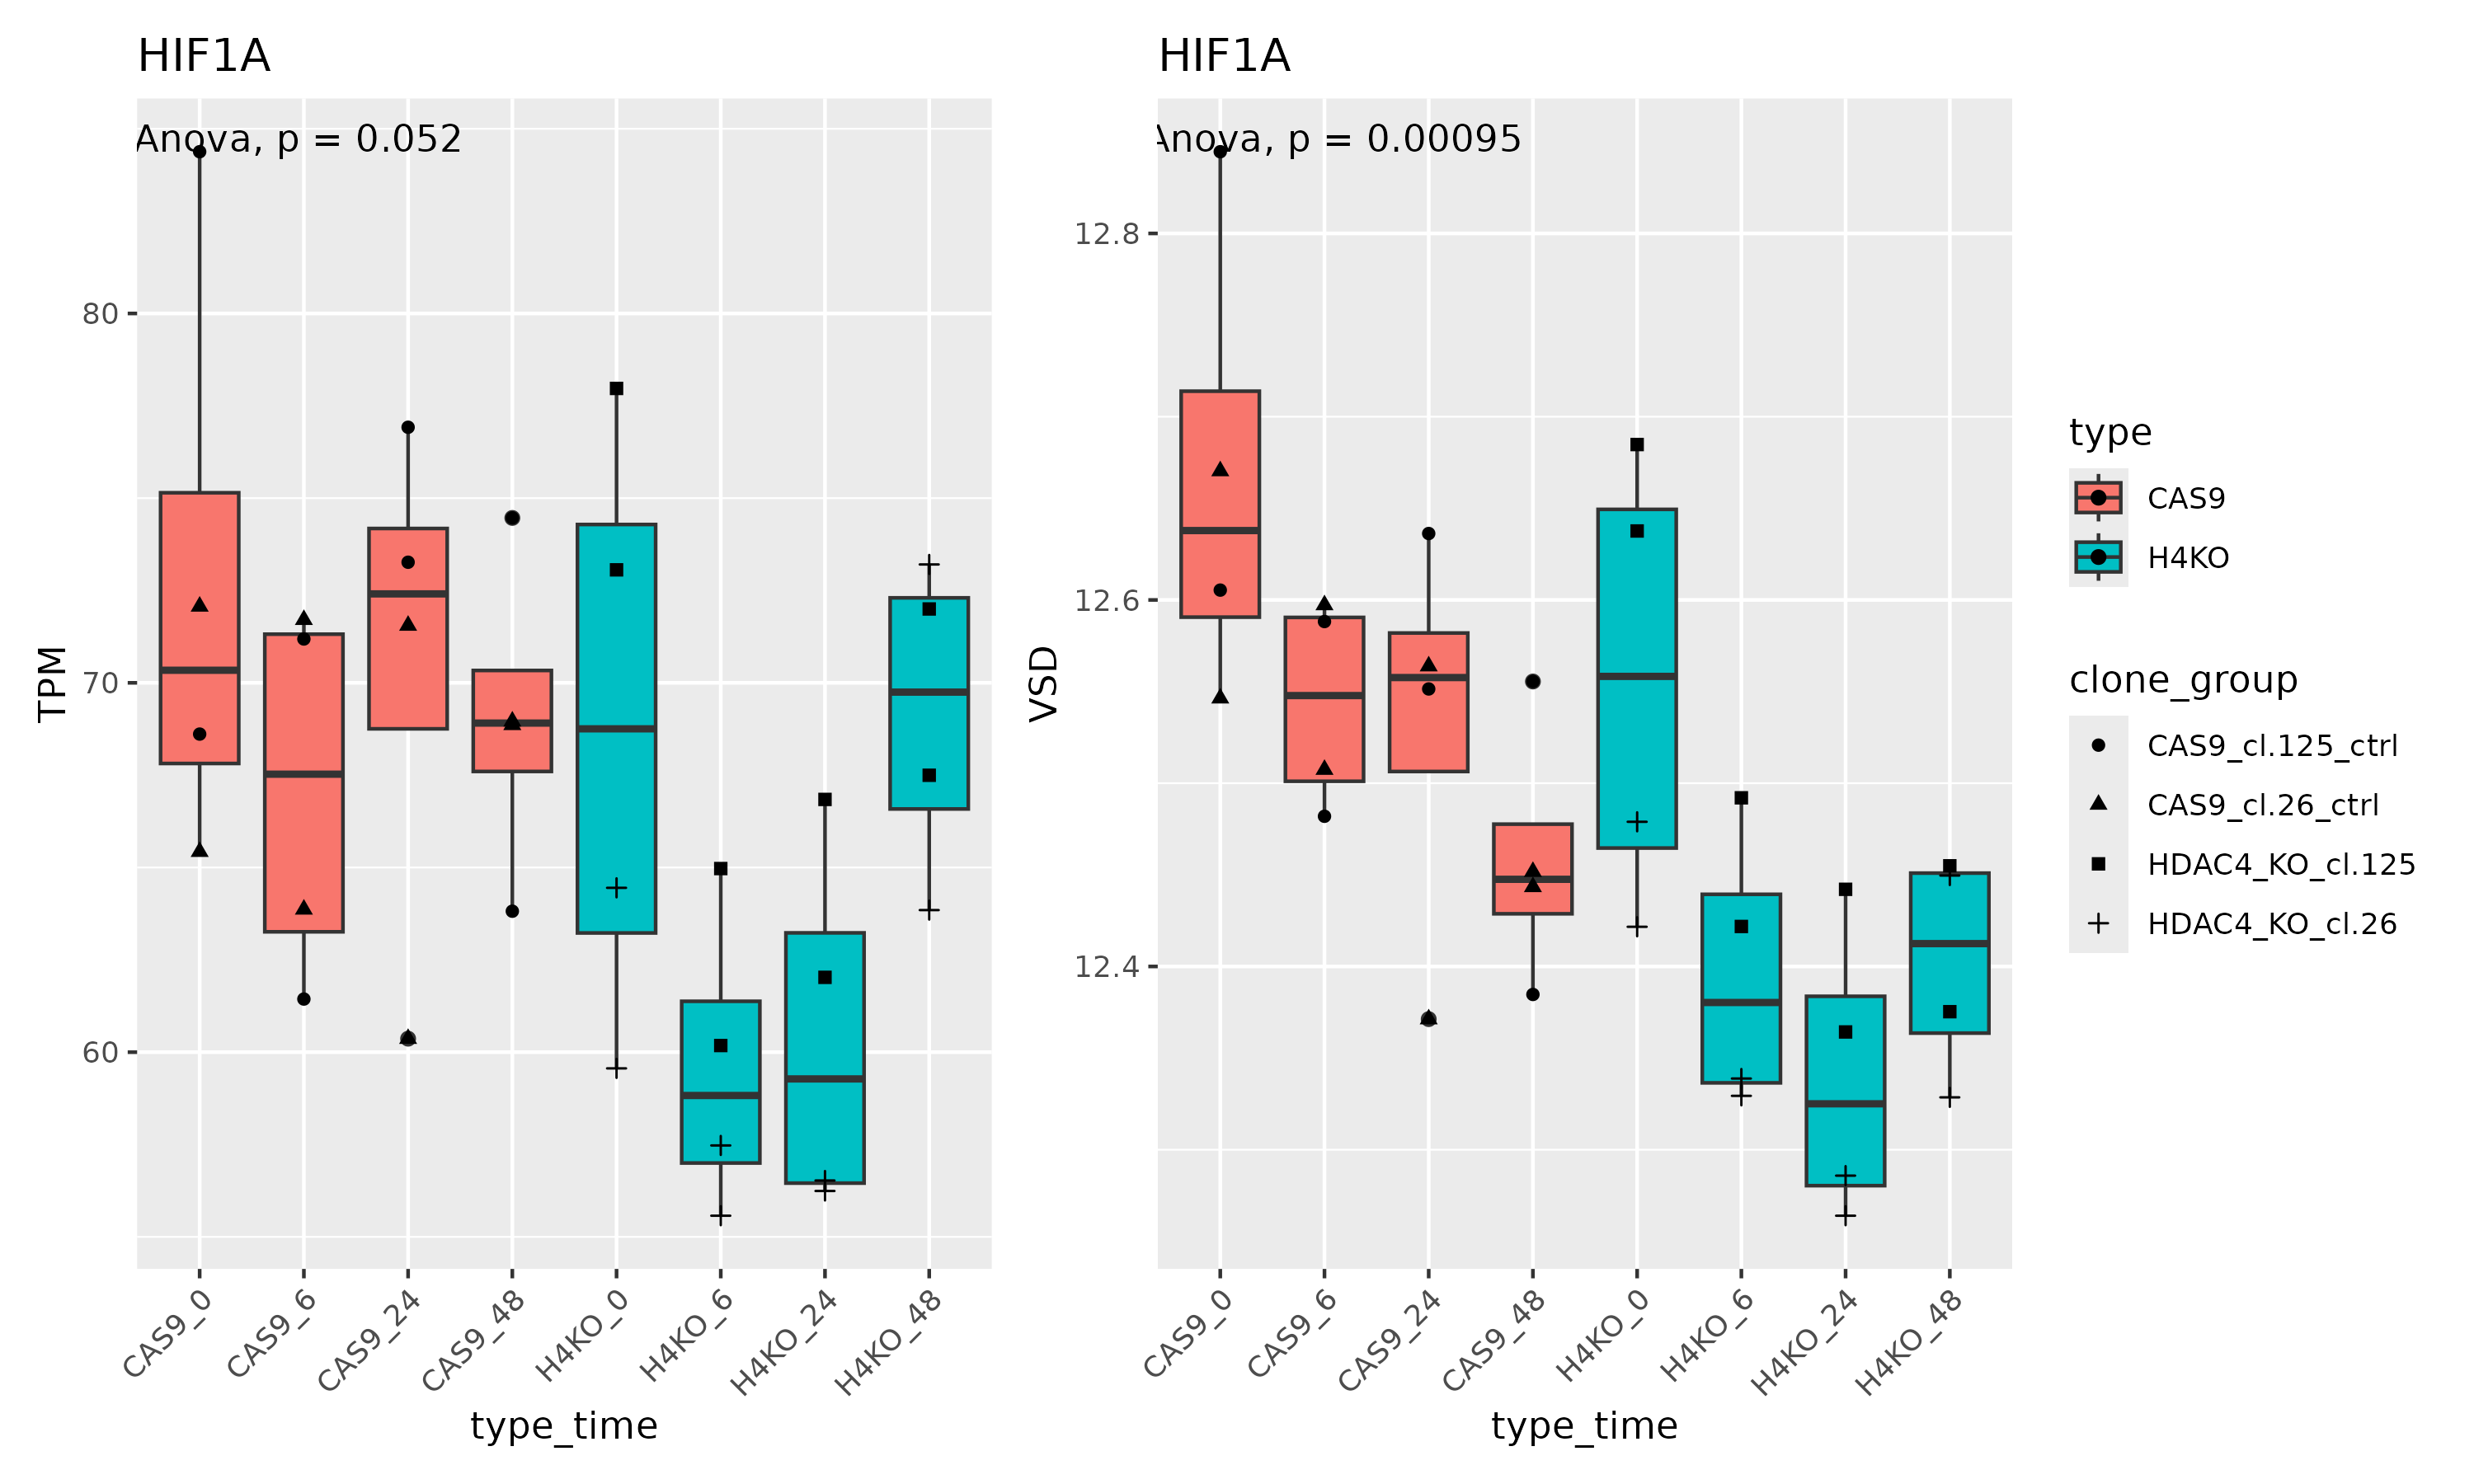 HIF1A
Anova, p = 0.052
TPM
80
70
60
CAS9_0
CAS9_6
CAS9_24
CAS9_48
H4KO_0
H4KO_6
H4KO_24
H4KO_48
type_time
HIF1A
Anova, p = 0.00095
VSD
12.8
12.6
12.4
CAS9_0
CAS9_6
CAS9_24
CAS9_48
H4KO_0
H4KO_6
H4KO_24
H4KO_48
type_time
type
CAS9
H4KO
clone_group
CAS9_cl.125_ctrl
CAS9_cl.26_ctrl
HDAC4_KO_cl.125
HDAC4_KO_cl.26